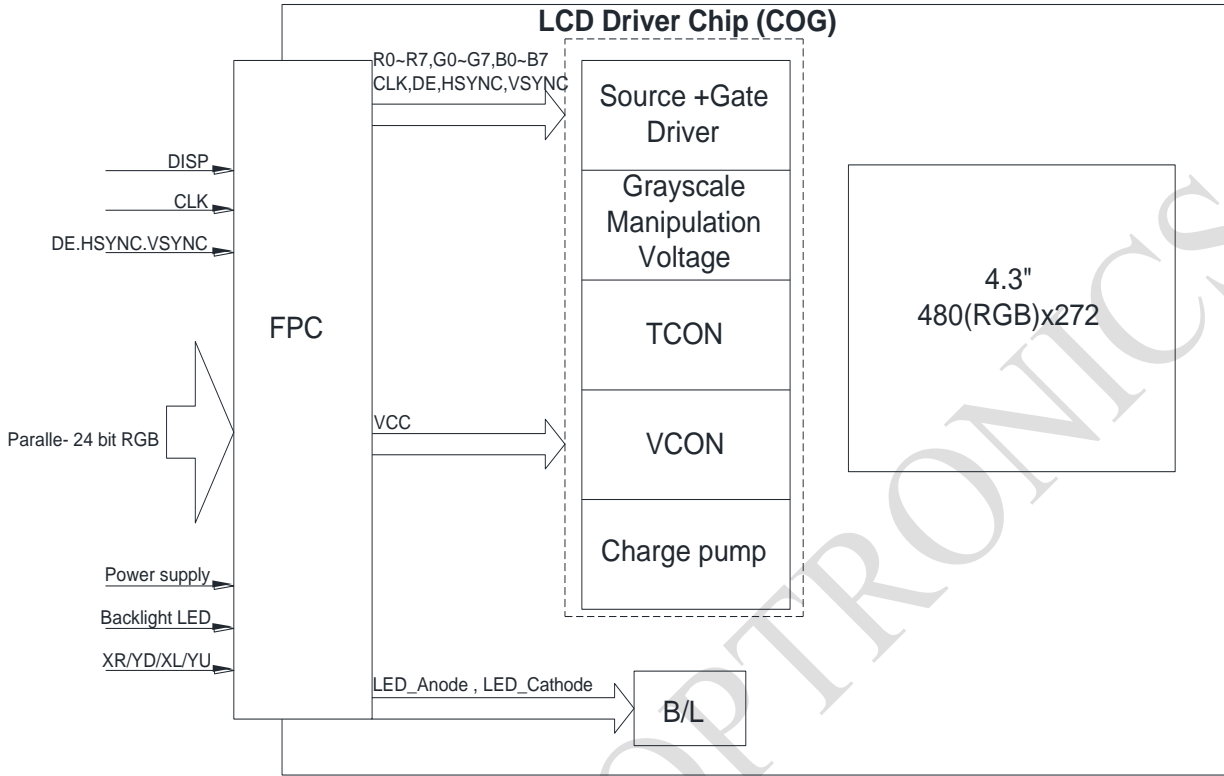 LCD Driver Chip (COG)
R0~R7,G0~G7,B0~B7
CLK,DE,HSYNC,VSYNC
Source +Gate
Driver
Grayscale
Manipulation
Voltage
TCON
VCON
Charge pump
DISP
CLK
DE.HSYNC.VSYNC
FPC
Paralle- 24 bit RGB
VCC
Power supply
Backlight LED
XR/YD/XL/YU
LED_Anode , LED_Cathode
B/L
4.3"
480(RGB)x272
OPTRONICS